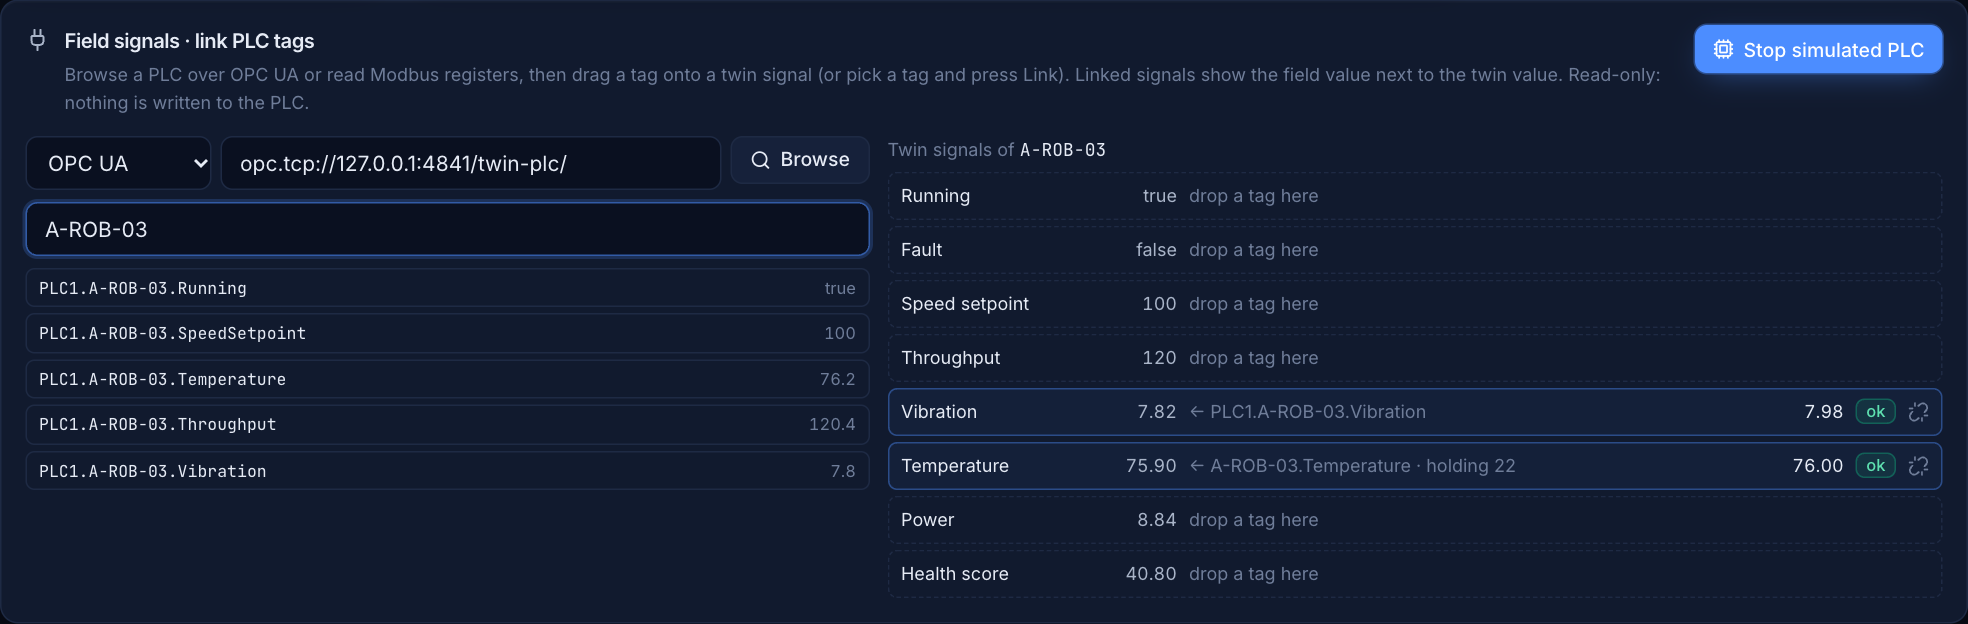 Field signals · link PLC tags
Browse a PLC over OPC UA or read Modbus registers, then drag a tag onto a twin signal (or pick a tag and press Link). Linked signals show the field value next to the twin value. Read-only:
nothing is written to the PLC.
Stop simulated PLC
OPC UA
opc.tcp://127.0.0.1:4841/twin-plc/
Browse
A-ROB-03
PLC1.A-ROB-03.Running true
PLC1.A-ROB-03.SpeedSetpoint 100
PLC1.A-ROB-03.Temperature 76.2
PLC1.A-ROB-03.Throughput 120.4
PLC1.A-ROB-03.Vibration 7.8
Twin signals of A-ROB-03
Running true drop a tag here
Fault false drop a tag here
Speed setpoint 100 drop a tag here
Throughput 120 drop a tag here
Vibration 7.82 ← PLC1.A-ROB-03.Vibration 7.98 ok
Temperature 75.90 ← A-ROB-03.Temperature · holding 22 76.00 ok
Power 8.84 drop a tag here
Health score 40.80 drop a tag here